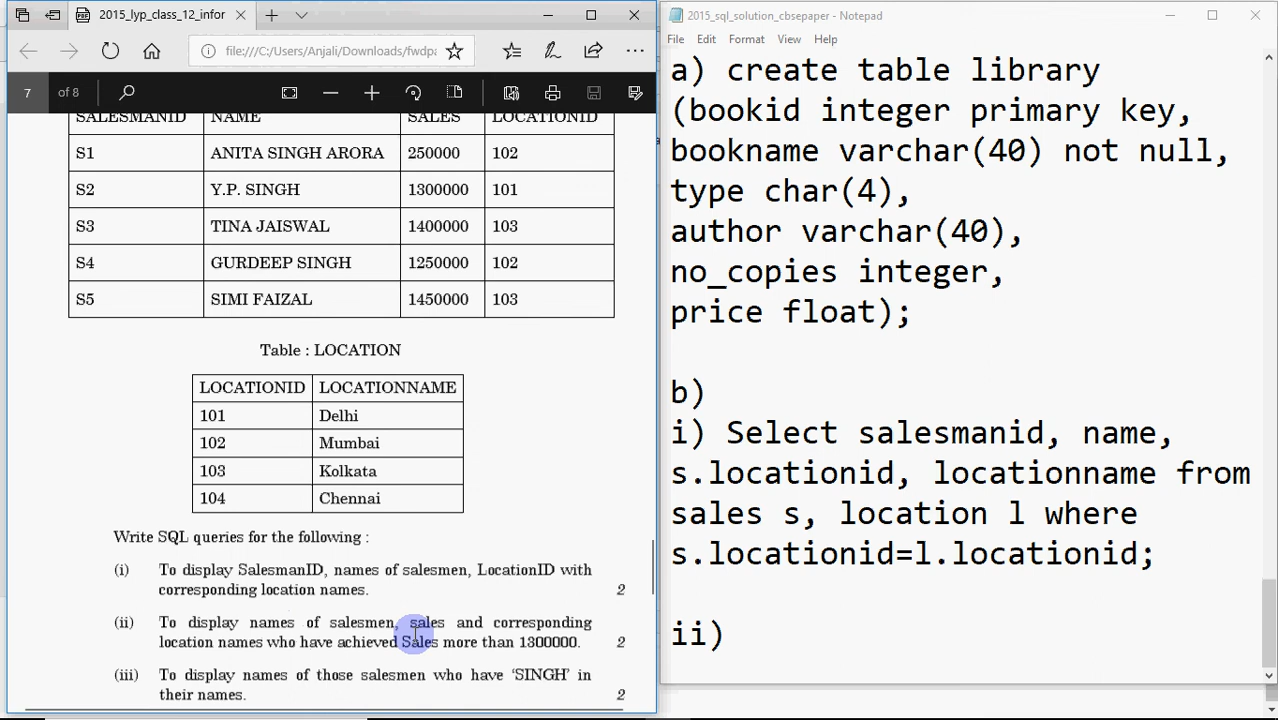 2015_lyp_class_12_infor
file:///C:/Users/Anjali/Downloads/fwdpa
7 of 8
SALESMANID NAME SALES LOCATIONID
S1 ANITA SINGH ARORA 250000 102
S2 Y.P. SINGH 1300000 101
S3 TINA JAISWAL 1400000 103
S4 GURDEEP SINGH 1250000 102
S5 SIMI FAIZAL 1450000 103
Table : LOCATION
LOCATIONID LOCATIONNAME
101 Delhi
102 Mumbai
103 Kolkata
104 Chennai
Write SQL queries for the following :
(i) To display SalesmanID, names of salesmen, LocationID with
corresponding location names. 2
(ii) To display names of salesmen, sales and corresponding
location names who have achieved Sales more than 1300000. 2
(iii) To display names of those salesmen who have ‘SINGH’ in
their names. 2
2015_sql_solution_cbsepaper - Notepad
File Edit Format View Help
a) create table library
(bookid integer primary key,
bookname varchar(40) not null,
type char(4),
author varchar(40),
no_copies integer,
price float);
b)
i) Select salesmanid, name,
s.locationid, locationname from
sales s, location l where
s.locationid=l.locationid;
ii)